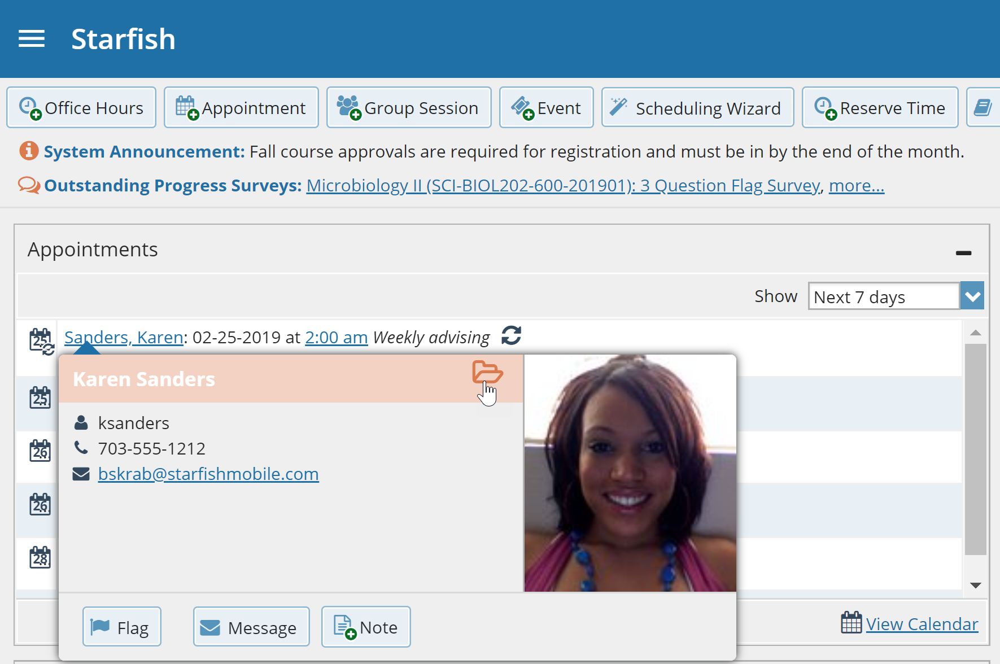 Starfish
Office Hours
Appointment
Group Session
Event
Scheduling Wizard
Reserve Time
System Announcement: Fall course approvals are required for registration and must be in by the end of the month.
Outstanding Progress Surveys: Microbiology II (SCI-BIOL202-600-201901): 3 Question Flag Survey, more...
Appointments
Show Next 7 days
25 Sanders, Karen: 02-25-2019 at 2:00 am Weekly advising
Karen Sanders
25
ksanders
703-555-1212
26
bskrab@starfishmobile.com
26
28
Flag
Message
Note
View Calendar